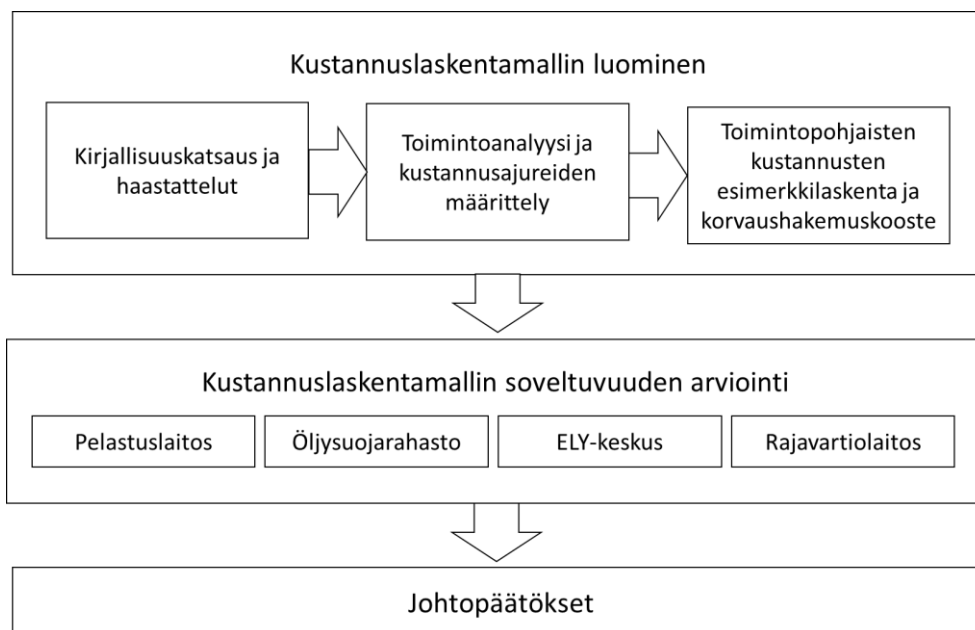 Kustannuslaskentamallin luominen
Kirjallisuuskatsaus ja
haastattelut
Toimintoanalyysi ja
kustannusajureiden
määrittely
Toimintopohjaisten
kustannusten
esimerkkilaskenta ja
korvaushakemuskooste
Kustannuslaskentamallin soveltuvuuden arviointi
Pelastuslaitos
Öljysuojarahasto
ELY-keskus
Rajavartiolaitos
Johtopäätökset